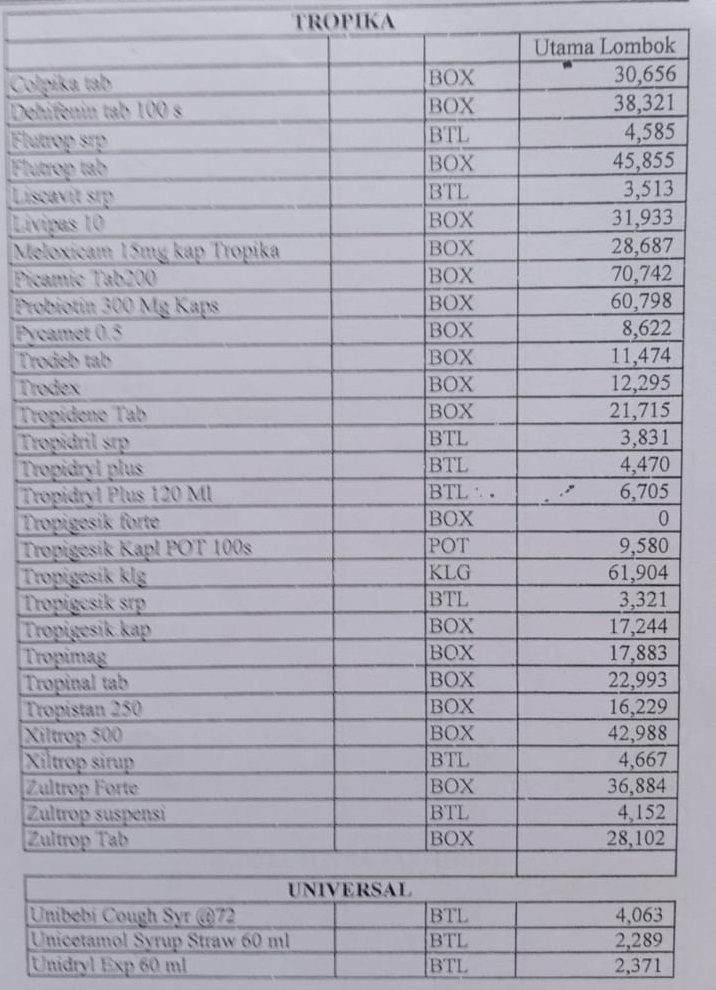 TROPIKA
Utama Lombok
Colpika tab BOX 30,656
Dehifenin tab 100 s BOX 38,321
Flutrop srp BTL 4,585
Flutrop tab BOX 45,855
Liscavit srp BTL 3,513
Livipas 10 BOX 31,933
Meloxicam 15mg kap Tropika BOX 28,687
Picamic Tab200 BOX 70,742
Probiotin 300 Mg Kaps BOX 60,798
Pycamet 0.5 BOX 8,622
Trodeb tab BOX 11,474
Trodex BOX 12,295
Tropidene Tab BOX 21,715
Tropidril srp BTL 3,831
Tropidryl plus BTL 4,470
Tropidryl Plus 120 Ml BTL 6,705
Tropigesik forte BOX 0
Tropigesik Kapl POT 100s POT 9,580
Tropigesik klg KLG 61,904
Tropigesik srp BTL 3,321
Tropigesik.kap BOX 17,244
Tropimag BOX 17,883
Tropinal tab BOX 22,993
Tropistan 250 BOX 16,229
Xiltrop 500 BOX 42,988
Xiltrop sirup BTL 4,667
Zultrop Forte BOX 36,884
Zultrop suspensi BTL 4,152
Zultrop Tab BOX 28,102
UNIVERSAL
Unibebi Cough Syr @72 BTL 4,063
Unicetamol Syrup Straw 60 ml BTL 2,289
Unidryl Exp 60 ml BTL 2,371